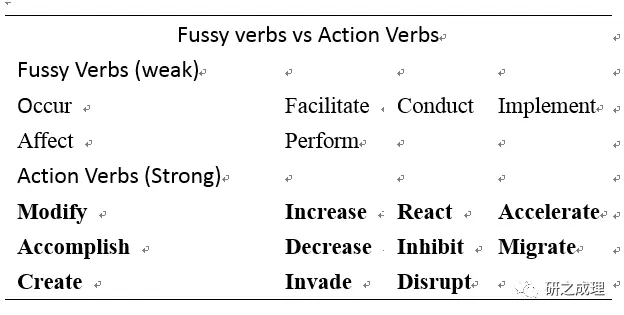 Fussy verbs vs Action Verbs
Fussy Verbs (weak)
Occur Facilitate Conduct Implement
Affect Perform
Action Verbs (Strong)
Modify Increase React Accelerate
Accomplish Decrease Inhibit Migrate
Create Invade Disrupt
研之成理